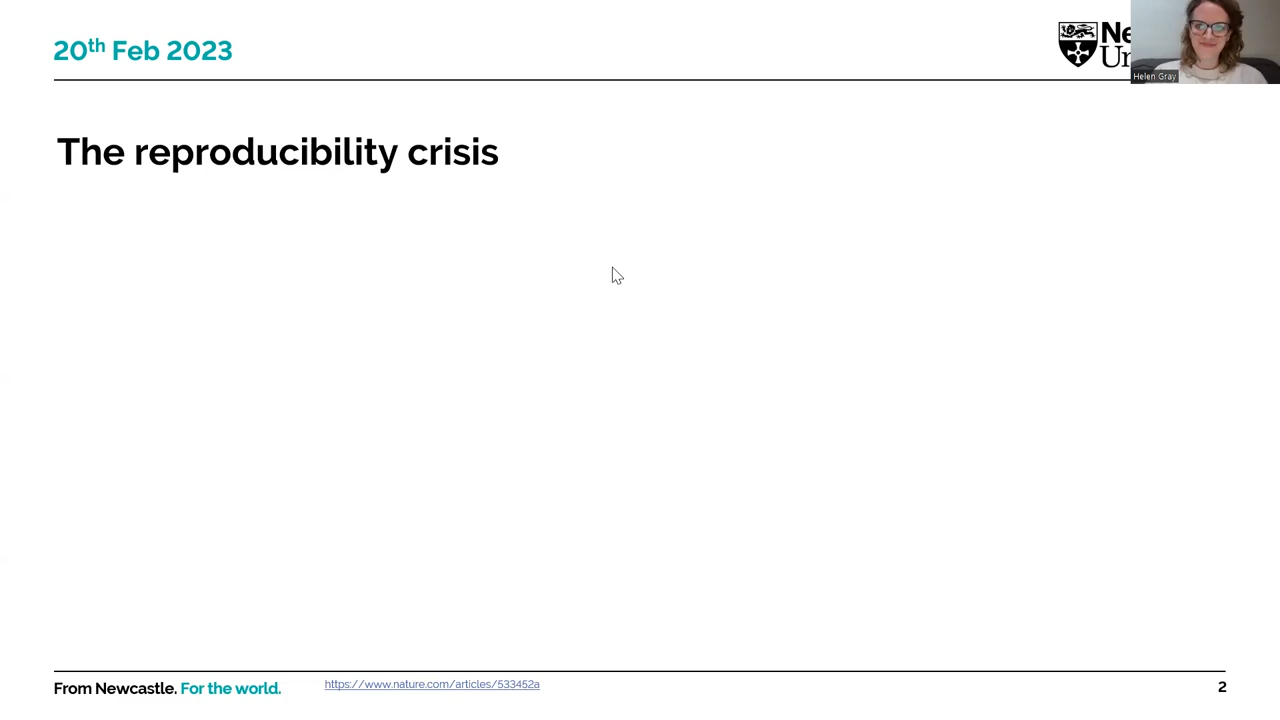 20th Feb 2023
Helen Gray
The reproducibility crisis
From Newcastle. For the world.
https://www.nature.com/articles/533452a
2